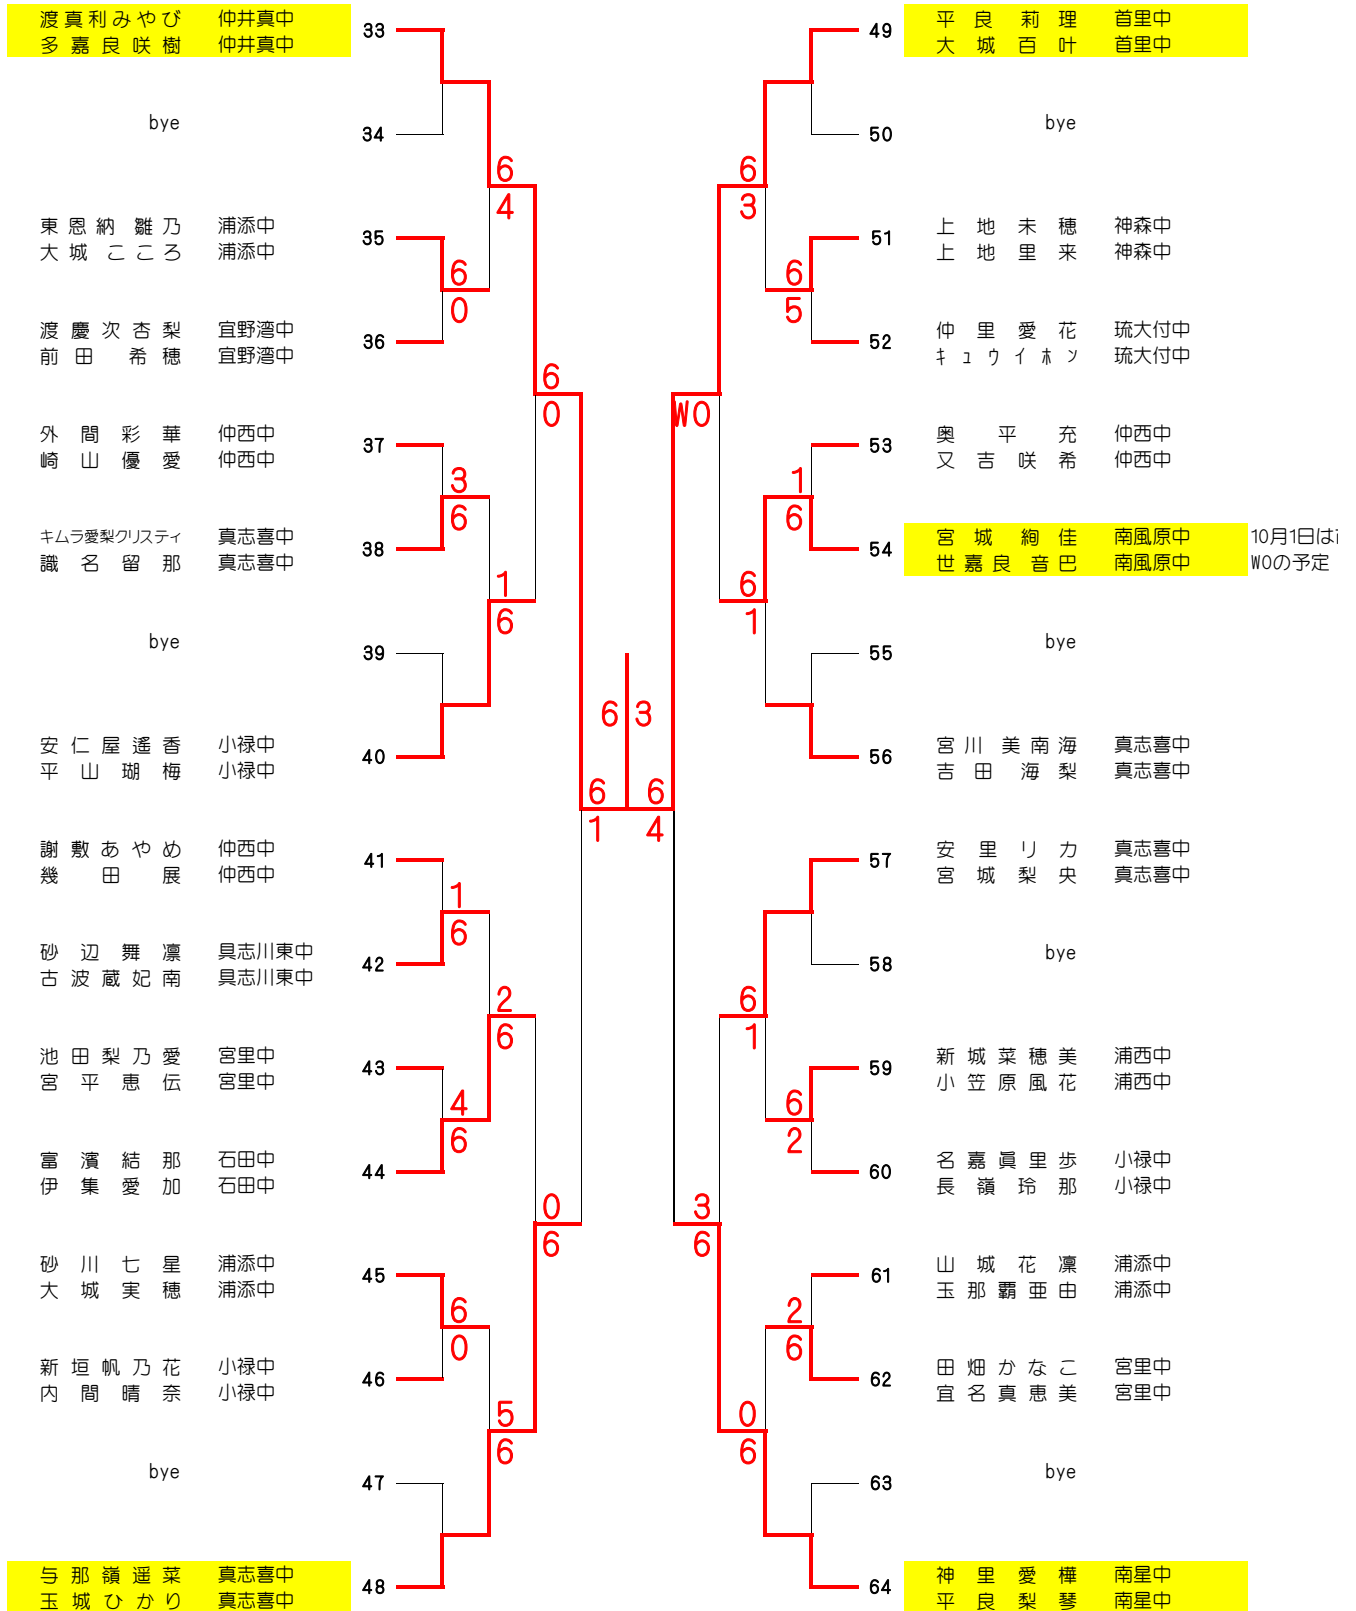 渡真利みやび 仲井真中
多嘉良咲樹 仲井真中
33
bye
34
6
4
東恩納 雛乃 浦添中
大城 こころ 浦添中
35
6
0
渡慶次杏梨 宜野湾中
前田 希穂 宜野湾中
36
6
0
外間彩華 仲西中
崎山優愛 仲西中
37
3
6
キムラ愛梨クリスティ 真志喜中
識名留那 真志喜中
38
1
6
bye
39
安仁屋遙香 小禄中
平山瑚梅 小禄中
40
6 3
6
1
6
4
謝敷あやめ 仲西中
幾田展 仲西中
41
1
6
砂辺舞凛 具志川東中
古波蔵妃南 具志川東中
42
2
6
池田梨乃愛 宮里中
宮平恵伝 宮里中
43
4
6
富濱結那 石田中
伊集愛加 石田中
44
0
6
砂川七星 浦添中
大城実穂 浦添中
45
6
0
新垣帆乃花 小禄中
内間晴奈 小禄中
46
5
6
bye
47
与那嶺遥菜 真志喜中
玉城ひかり 真志喜中
48
49
平良莉理 首里中
大城百叶 首里中
50
bye
6
3
51
上地未穂 神森中
上地里来 神森中
6
5
52
仲里愛花 琉大付中
キュウイホン 琉大付中
W0
53
奥平充 仲西中
又吉咲希 仲西中
1
6
54
宮城絢佳 南風原中
世嘉良音巴 南風原中
10月1日は
W0の予定
6
1
55
bye
56
宮川美南海 真志喜中
吉田海梨 真志喜中
57
安里リカ 真志喜中
宮城梨央 真志喜中
58
bye
6
1
59
新城菜穂美 浦西中
小笠原風花 浦西中
6
2
60
名嘉眞里歩 小禄中
長嶺玲那 小禄中
3
6
61
山城花凛 浦添中
玉那覇亜由 浦添中
2
6
62
田畑かなこ 宮里中
宜名真恵美 宮里中
0
6
63
bye
64
神里愛樺 南星中
平良梨琴 南星中